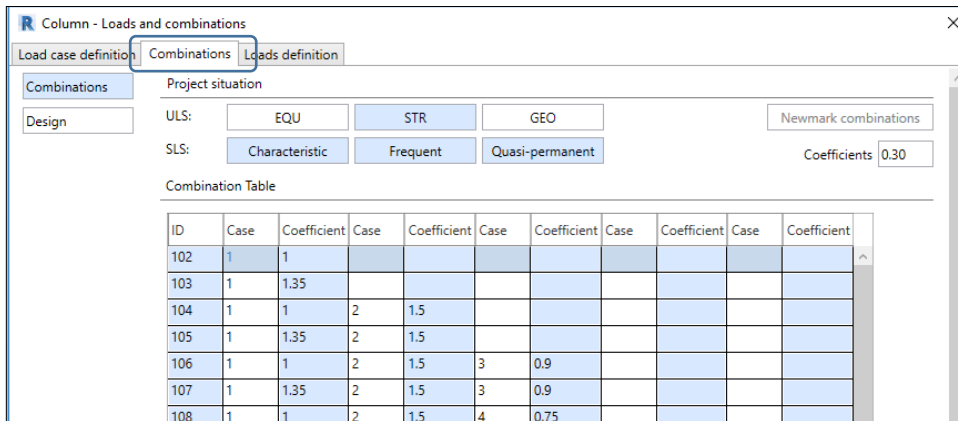 R Column - Loads and combinations
Load case definition Combinations Loads definition
Combinations Project situation
Design ULS: EQU STR GEO Newmark combinations
SLS: Characteristic Frequent Quasi-permanent Coefficients 0.30
Combination Table
ID Case Coefficient Case Coefficient Case Coefficient Case Coefficient Case Coefficient
102 1 1
103 1 1.35
104 1 1 2 1.5
105 1 1.35 2 1.5
106 1 1 2 1.5 3 0.9
107 1 1.35 2 1.5 3 0.9
108 1 1 2 1.5 4 0.75